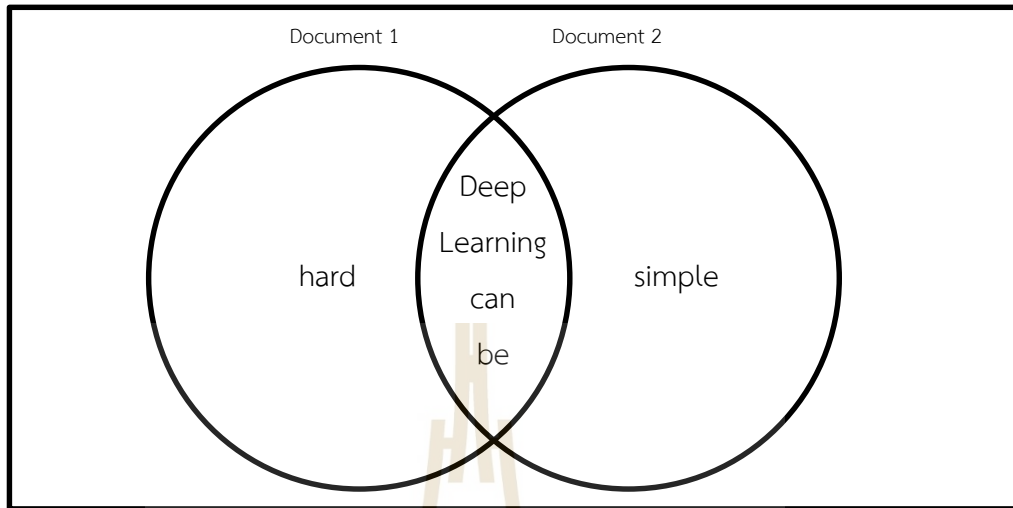 Document 1
Document 2
Deep
Learning
hard
simple
can
be